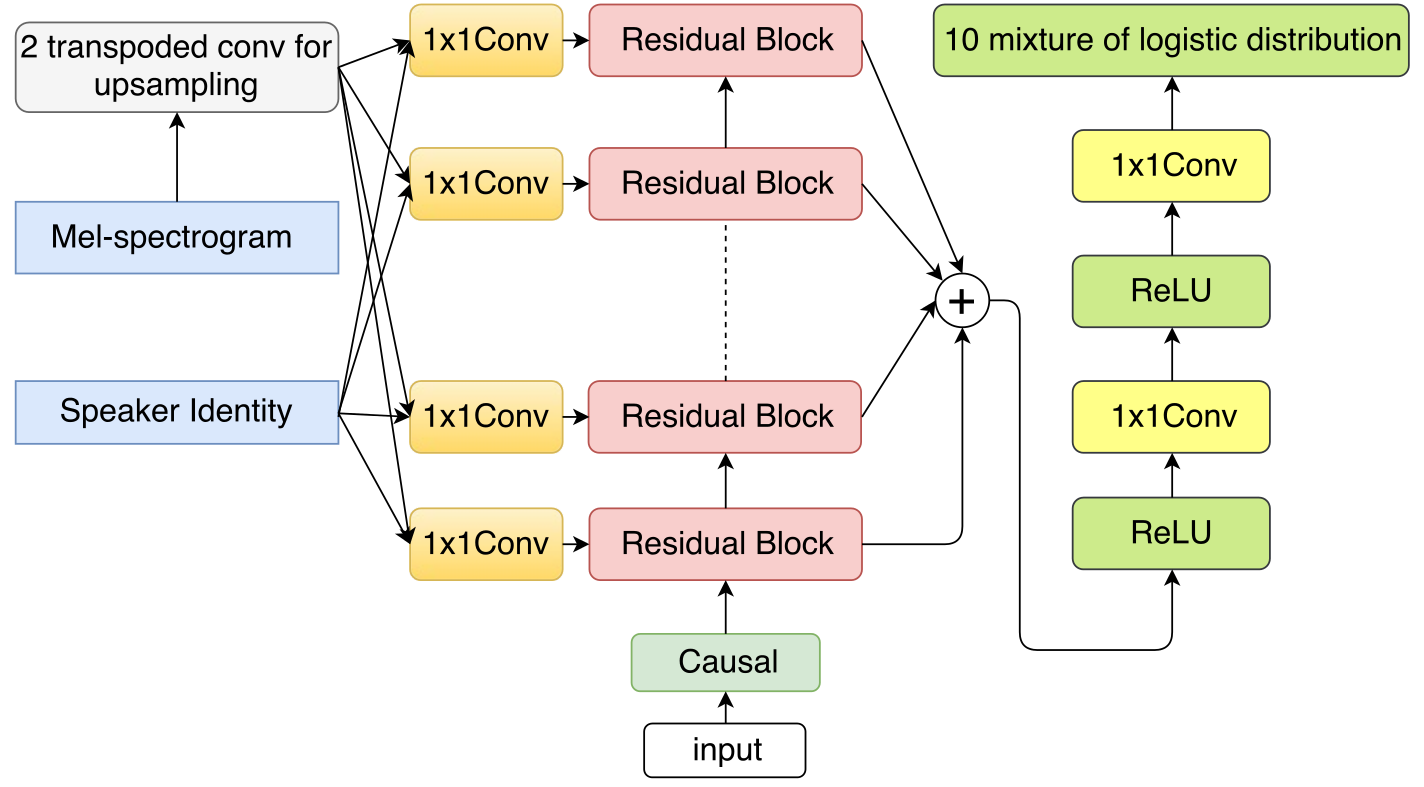 2 transpoded conv for
upsampling
Mel-spectrogram
Speaker Identity
1x1Conv
Residual Block
1x1Conv
Residual Block
1x1Conv
Residual Block
1x1Conv
Residual Block
Causal
input
+
10 mixture of logistic distribution
1x1Conv
ReLU
1x1Conv
ReLU